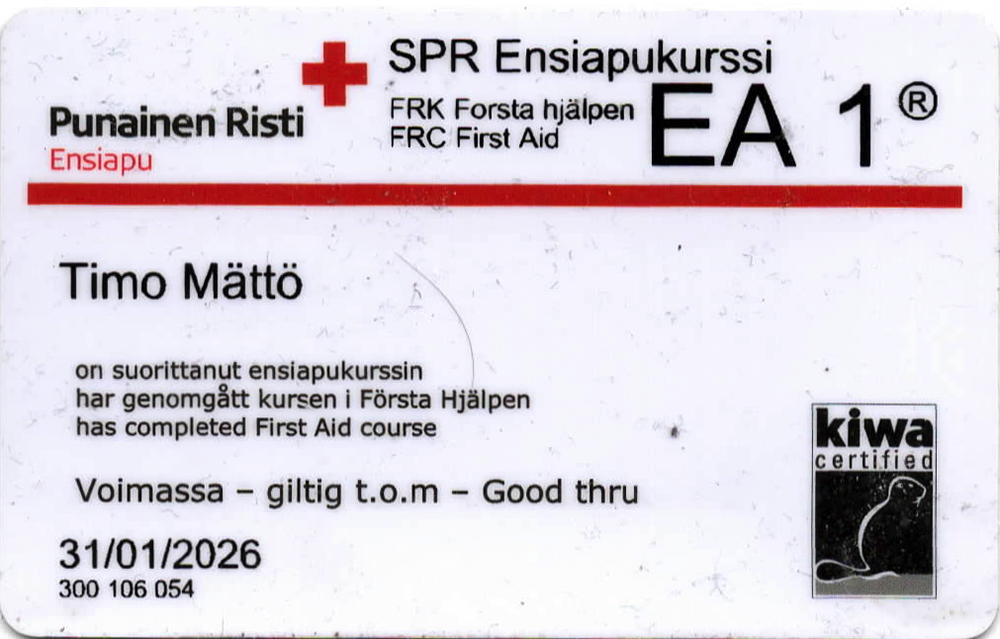 SPR Ensiapukurssi
FRK Forsta hjälpen
FRC First Aid
EA 1®
Punainen Risti
Ensiapu
Timo Mättö
on suorittanut ensiapukurssin
har genomgått kursen i Första Hjälpen
has completed First Aid course
Voimassa – giltig t.o.m – Good thru
31/01/2026
300 106 054
kiwa
certified